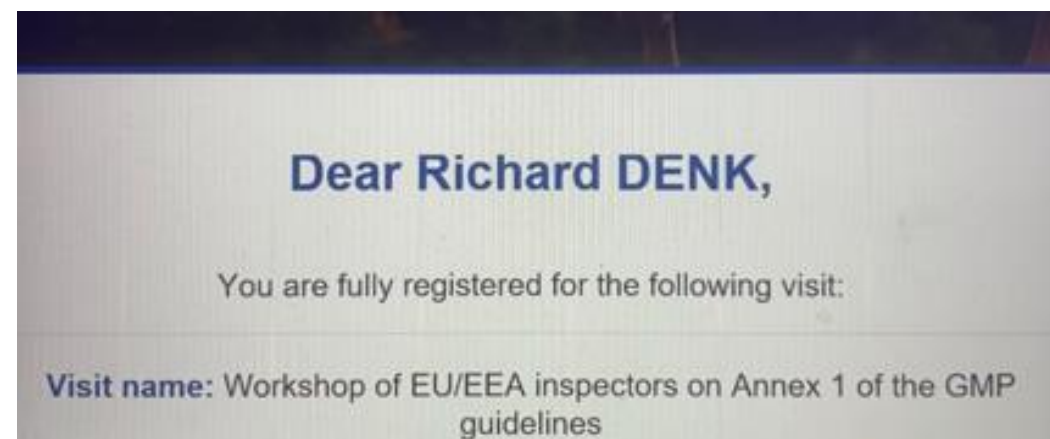 Dear Richard DENK,
You are fully registered for the following visit:
Visit name: Workshop of EU/EEA inspectors on Annex 1 of the GMP
guidelines